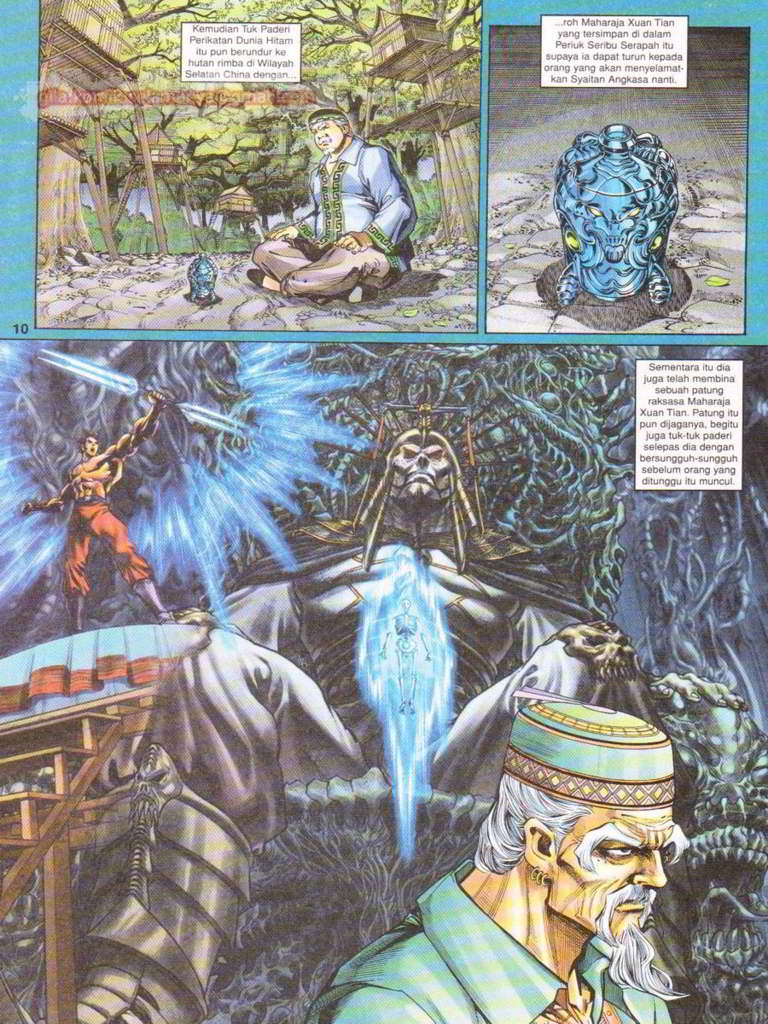 Kemudian Tuk Paderi
Perikatan Dunia Hitam
itu pun berundur ke
hutan rimba di Wilayah
Selatan China dengan...
...roh Maharaja Xuan Tian
yang tersimpan di dalam
Periuk Seribu Serapah itu
supaya ia dapat turun kepada
orang yang akan menyelamat-
kan Syaitan Angkasa nanti.
10
Sementara itu dia
juga telah membina
sebuah patung
raksasa Maharaja
Xuan Tian. Patung itu
pun dijaganya, begitu
juga tuk-tuk paderi
selepas dia dengan
bersungguh-sungguh
sebelum orang yang
ditunggu itu muncul.